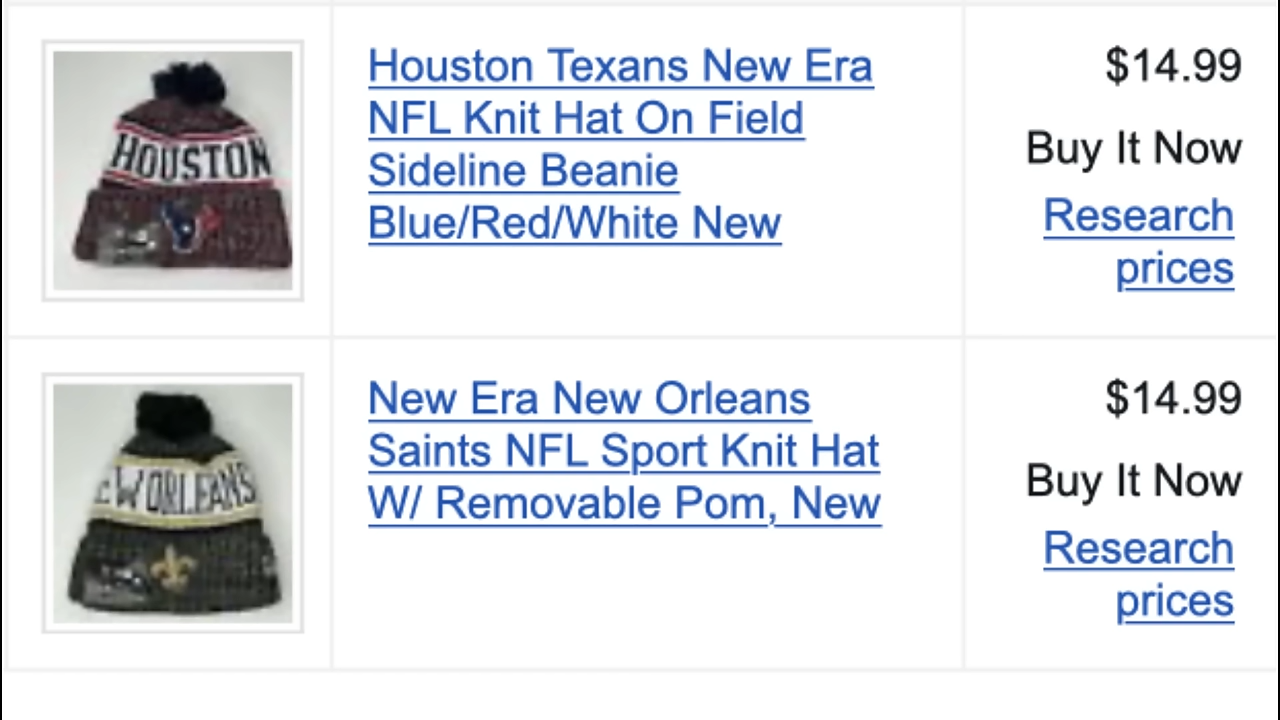 HOUSTON
Houston Texans New Era
NFL Knit Hat On Field
Sideline Beanie
Blue/Red/White New
$14.99
Buy It Now
Research
prices
EW ORLEANS
New Era New Orleans
Saints NFL Sport Knit Hat
W/ Removable Pom, New
$14.99
Buy It Now
Research
prices